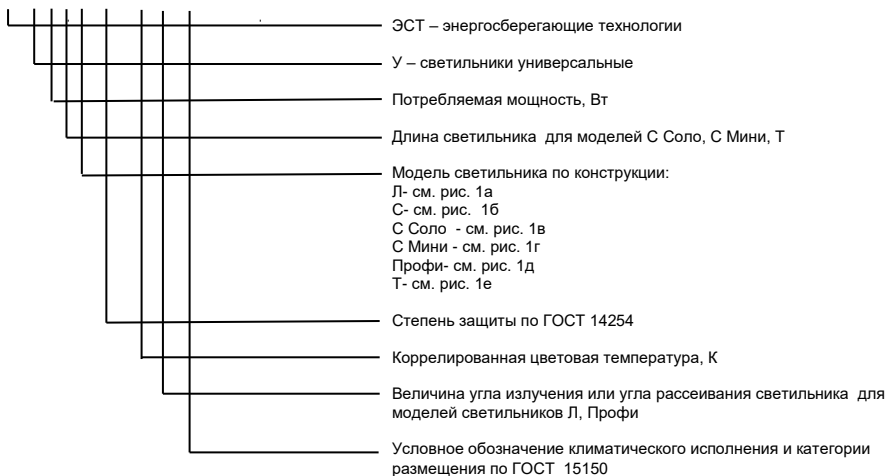 ЭСТ – энергосберегающие технологии
У – светильники универсальные
Потребляемая мощность, Вт
Длина светильника для моделей С Соло, С Мини, Т
Модель светильника по конструкции:
Л- см. рис. 1а
С- см. рис. 1б
С Соло - см. рис. 1в
С Мини - см. рис. 1г
Профи- см. рис. 1д
Т- см. рис. 1е
Степень защиты по ГОСТ 14254
Коррелированная цветовая температура, К
Величина угла излучения или угла рассеивания светильника для
моделей светильников Л, Профи
Условное обозначение климатического исполнения и категории
размещения по ГОСТ 15150